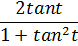 2tant
1 + tan²t